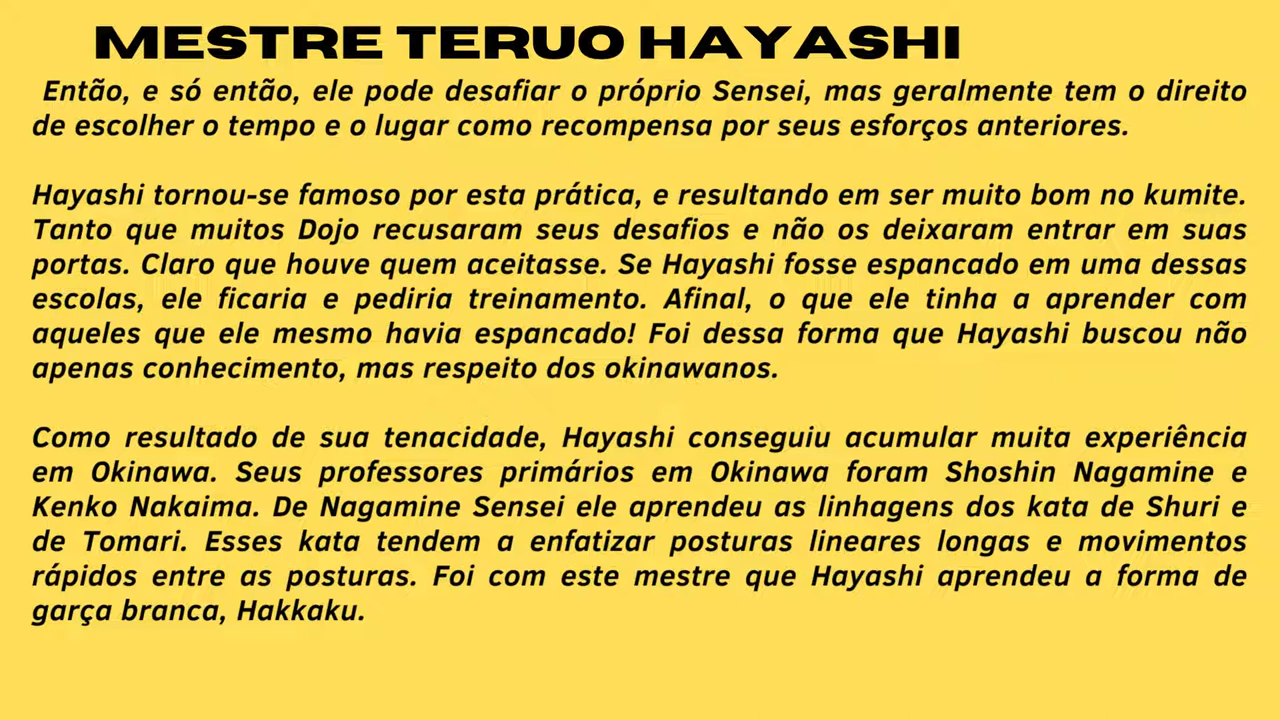 MESTRE TERUO HAYASHI
Então, e só então, ele pode desafiar o próprio Sensei, mas geralmente tem o direito
de escolher o tempo e o lugar como recompensa por seus esforços anteriores.
Hayashi tornou-se famoso por esta prática, e resultando em ser muito bom no kumite.
Tanto que muitos Dojo recusaram seus desafios e não os deixaram entrar em suas
portas. Claro que houve quem aceitasse. Se Hayashi fosse espancado em uma dessas
escolas, ele ficaria e pediria treinamento. Afinal, o que ele tinha a aprender com
aqueles que ele mesmo havia espancado! Foi dessa forma que Hayashi buscou não
apenas conhecimento, mas respeito dos okinawanos.
Como resultado de sua tenacidade, Hayashi conseguiu acumular muita experiência
em Okinawa. Seus professores primários em Okinawa foram Shoshin Nagamine e
Kenko Nakaima. De Nagamine Sensei ele aprendeu as linhagens dos kata de Shuri e
de Tomari. Esses kata tendem a enfatizar posturas lineares longas e movimentos
rápidos entre as posturas. Foi com este mestre que Hayashi aprendeu a forma de
garça branca, Hakkaku.